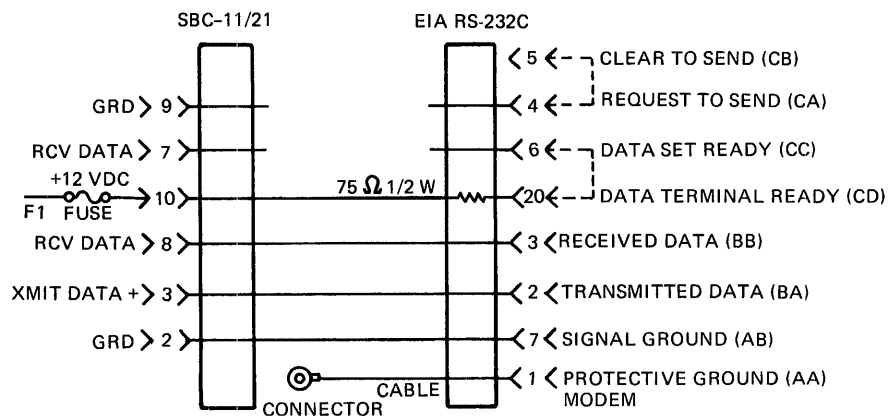 SBC-11/21 EIA RS-232C
5 CLEAR TO SEND (CB)
GRD 9 4 REQUEST TO SEND (CA)
RCV DATA 7 6 DATA SET READY (CC)
+12 VDC
F1 FUSE 10 75 Ω 1/2 W 20 DATA TERMINAL READY (CD)
RCV DATA 8 3 RECEIVED DATA (BB)
XMIT DATA + 3 2 TRANSMITTED DATA (BA)
GRD 2 7 SIGNAL GROUND (AB)
CONNECTOR CABLE 1 PROTECTIVE GROUND (AA)
MODEM